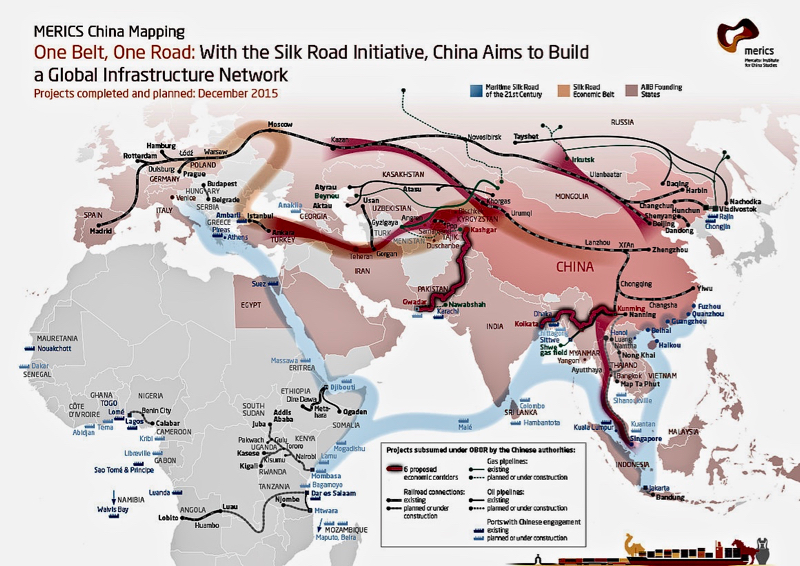 MERICS China Mapping
One Belt, One Road: With the Silk Road Initiative, China Aims to Build
a Global Infrastructure Network
Projects completed and planned: December 2015
merics
Mercator Institute
for China Studies
Maritime Silk Road
of the 21st Century
Silk Road
Economic Belt
AIIB Founding
States
Moscow
RUSSIA
Kazan
Novosibirsk
Tayshet
Irkutsk
Hamburg
Rotterdam
Łódź
Warsaw
Duisburg
POLAND
GERMANY
Prague
Ulanbaatar
KASAKHSTAN
MONGOLIA
Daqing
Harbin
Budapest
HUNGARY
Belgrade
SERBIA
Venice
ITALY
Atyrau
Beyneu
Aktau
Atasu
Usan
Khorgas
Urumqi
Changchun
Hunchun
Shenyang
Beijing
Dandong
Nachodka
Vladivostok
Rajin
Chongjin
SPAIN
Madrid
Ambarli
GREECE
Pireas
Athens
Istanbul
Ankara
TURKEY
Anaklia
GEORGIA
UZBEKISTAN
Gyzigaya
KYRGYZSTAN
Kashgar
Duschanbe
Teheran
Gorgan
IRAN
Lanzhou
Xi'An
Zhengzhou
CHINA
PAKISTAN
Gwadar
Nawabshah
Karachi
Chongqing
Yiwu
Changsha
Fuzhou
Quanzhou
Guangzhou
Suez
EGYPT
INDIA
Dhaka
Kolkata
Kunming
Nanning
Beihai
Haikou
Sittwe
Shwe
gas field
MYANMAR
Yangon
Hanoi
Luang
Namtha
Nong Khai
THAILAND
Ayutthaya
Bangkok
Map Ta Phut
VIETNAM
MAURETANIA
Nouakchott
Dakar
SENEGAL
Massawa
ERITREA
Djibouti
ETHIOPIA
Dire Dawa
Meta-
hara
Ogaden
Colombo
SRI LANKA
Hambantota
Sihanoukville
GHANA
TOGO
NIGERIA
CÔTE
D'IVOIRE
Lomé
Benin City
Lagos
Calabar
Abidjan
Tema
CAMEROON
Kribi
Libreville
GABON
Sao Tomé & Principe
SOUTH
SUDAN
Addis
Ababa
Juba
SOMALIA
Mogadishu
Malé
Kuala Lumpur
Kuantan
MALAYSIA
Singapore
Pakwach
Gulu
Tororo
UGANDA
KENYA
Kasese
Kisumu
Nairobi
Lamu
Kigali
RWANDA
Mombasa
Bagamoyo
TANZANIA
Dar es Salaam
INDONESIA
Jakarta
Bandung
NAMIBIA
Walvis Bay
Luanda
ANGOLA
Luau
Lobito
Huambo
Njombe
Mtwara
MOZAMBIQUE
Maputo, Beira
Projects subsumed under OBOR by the Chinese authorities:
6 proposed
economic corridors
Railroad connections:
existing
planned or under
construction
Gas pipelines:
existing
planned or under construction
Oil pipelines:
existing
planned or under construction
Ports with Chinese engagement
existing
planned or under construction